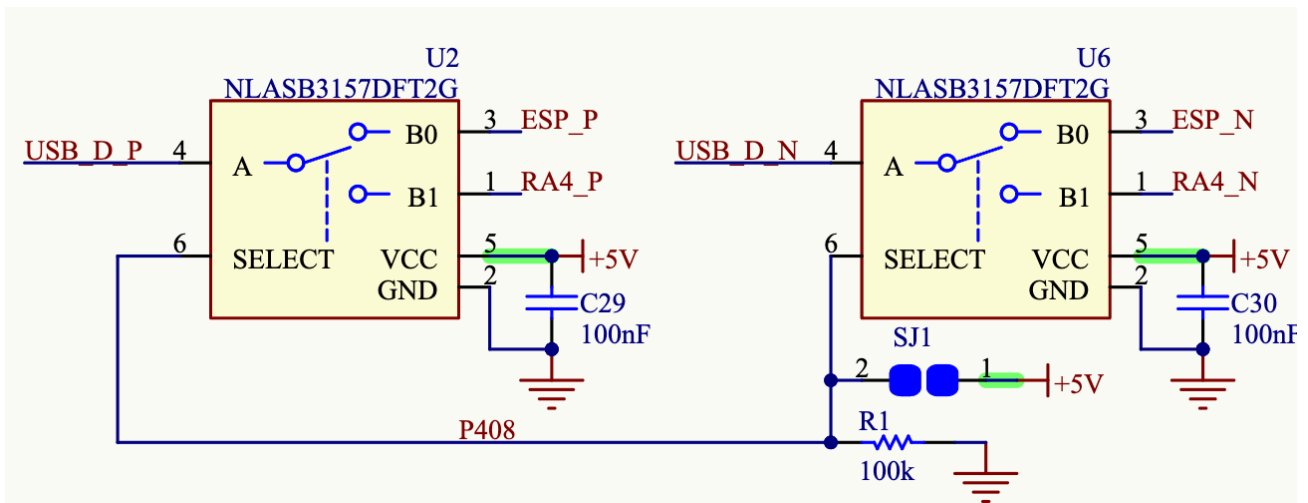 U2
NLASB3157DFT2G
USB_D_P
4
A
B0
3
ESP_P
B1
1
RA4_P
6
SELECT
VCC
5
+5V
GND
2
C29
100nF
U6
NLASB3157DFT2G
USB_D_N
4
A
B0
3
ESP_N
B1
1
RA4_N
6
SELECT
VCC
5
+5V
GND
2
C30
100nF
SJ1
2
1
+5V
P408
R1
100k